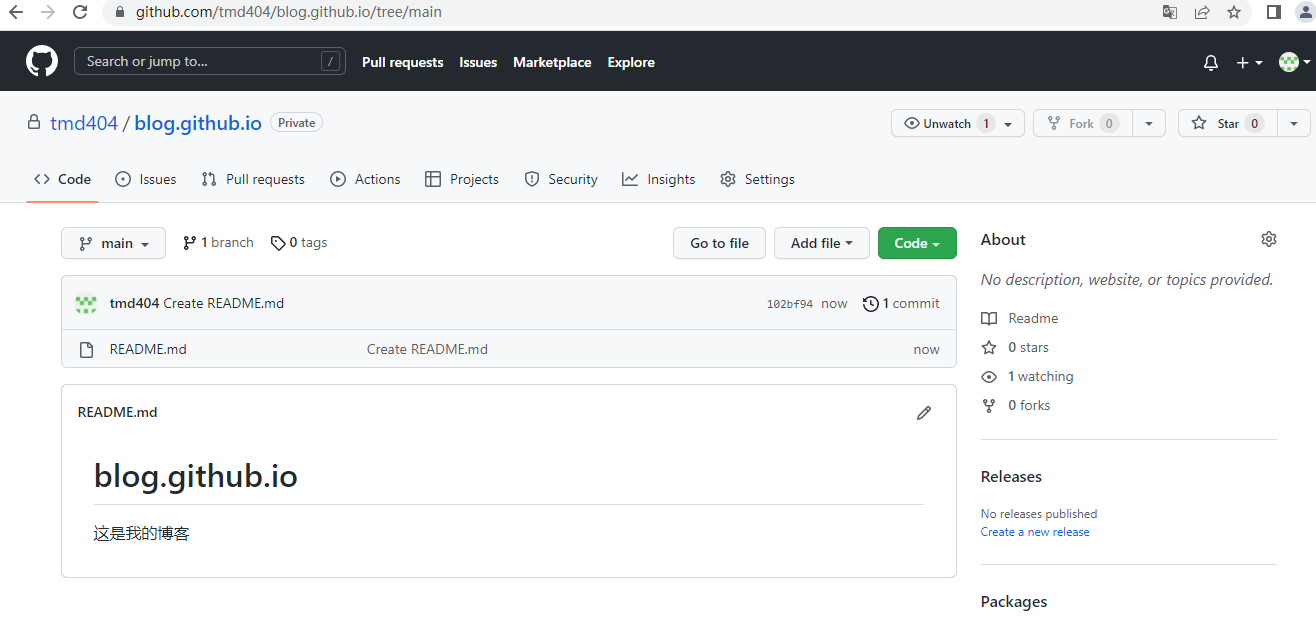 github.com/tmd404/blog.github.io/tree/main
Search or jump to... / Pull requests Issues Marketplace Explore
tmd404 / blog.github.io Private Unwatch 1 Fork 0 Star 0
Code Issues Pull requests Actions Projects Security Insights Settings
main 1 branch 0 tags Go to file Add file Code
tmd404 Create README.md 102bf94 now 1 commit
README.md Create README.md now
README.md
blog.github.io
这是我的博客
About
No description, website, or topics provided.
Readme
0 stars
1 watching
0 forks
Releases
No releases published
Create a new release
Packages